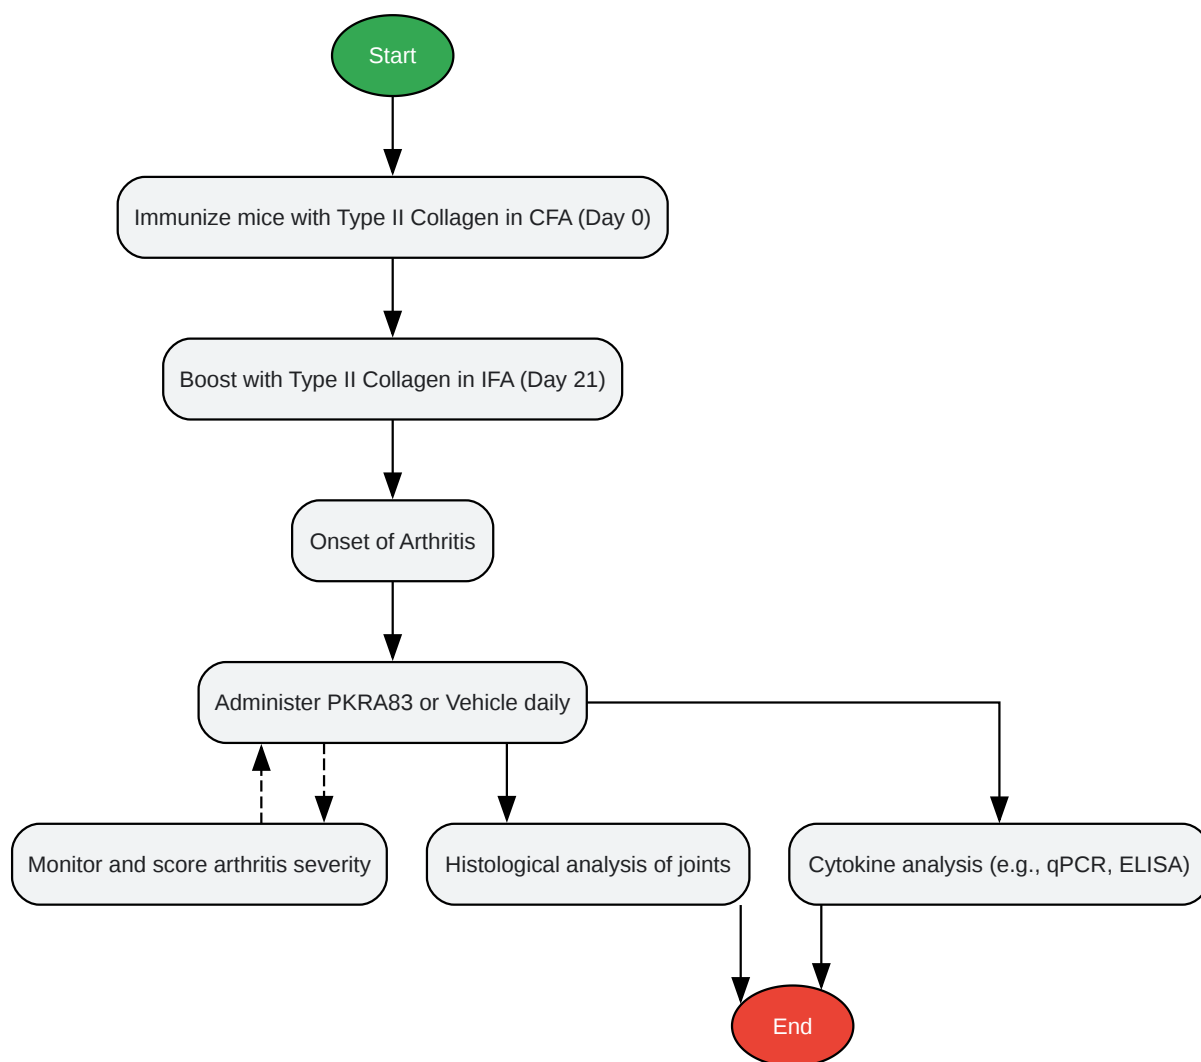 Start
Immunize mice with Type II Collagen in CFA (Day 0)
Boost with Type II Collagen in IFA (Day 21)
Onset of Arthritis
Administer PKRA83 or Vehicle daily
Monitor and score arthritis severity
Histological analysis of joints
Cytokine analysis (e.g., qPCR, ELISA)
End